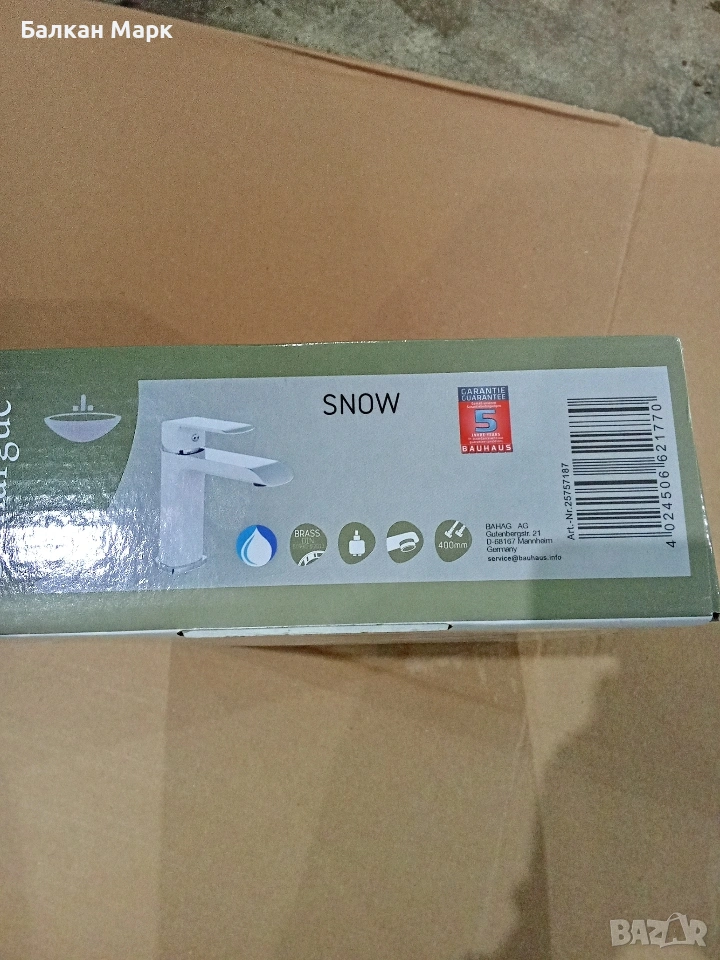 Балкан Марк
SNOW
GARANTIE
GUARANTEE
5
BAUHAUS
BRASS
400mm
BAHAG AG
Gutenbergstr. 21
D-68167 Mannheim
Germany
service@bauhaus.info
Art.-Nr.25757187
4 024506 621770
BAZAR